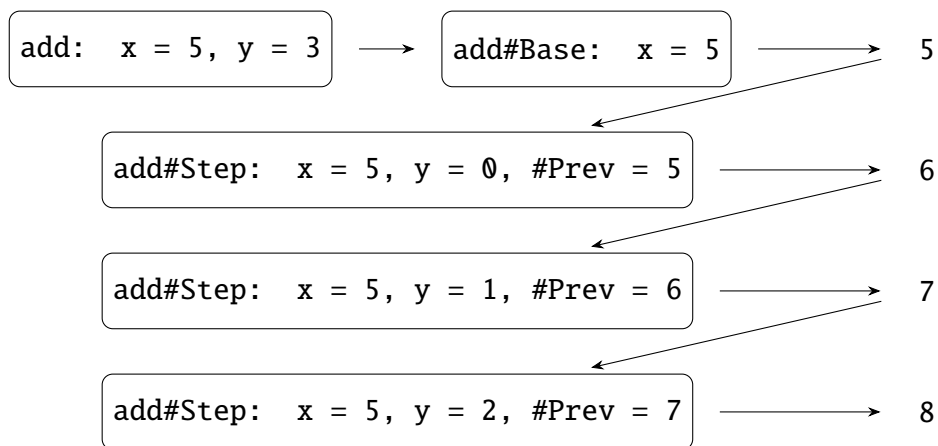 add:  x = 5, y = 3 add#Base:  x = 5 5
add#Step:  x = 5, y = 0, #Prev = 5 6
add#Step:  x = 5, y = 1, #Prev = 6 7
add#Step:  x = 5, y = 2, #Prev = 7 8